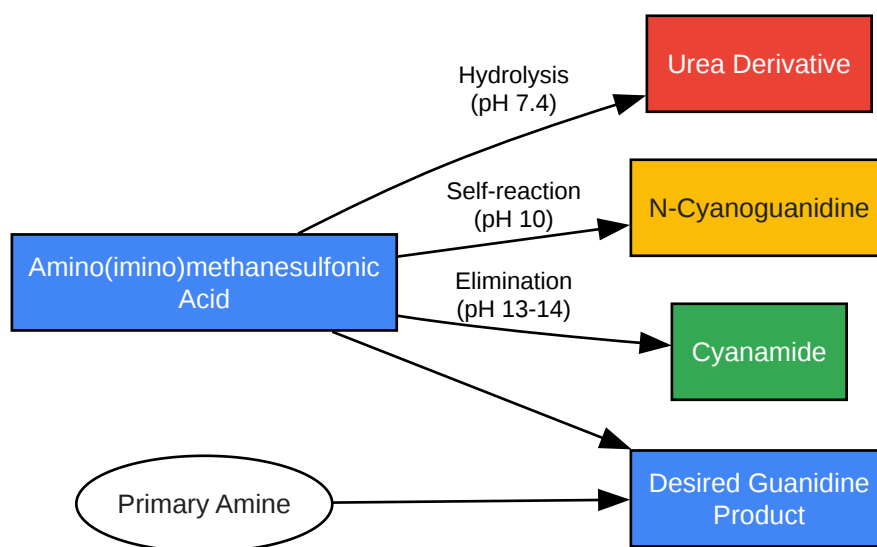 Urea Derivative
Hydrolysis
(pH 7.4)
Self-reaction
(pH 10)
N-Cyanoguanidine
Amino(imino)methanesulfonic
Acid
Elimination
(pH 13-14)
Cyanamide
Desired Guanidine
Product
Primary Amine